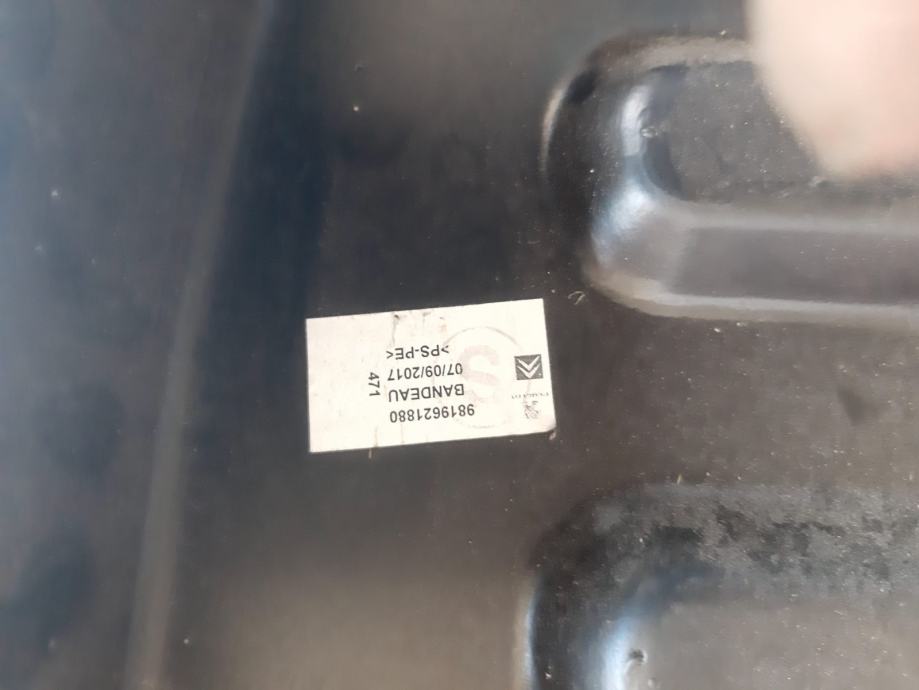 9819621880
BANDEAU
07/09/2017 471
>PS-PE<
S